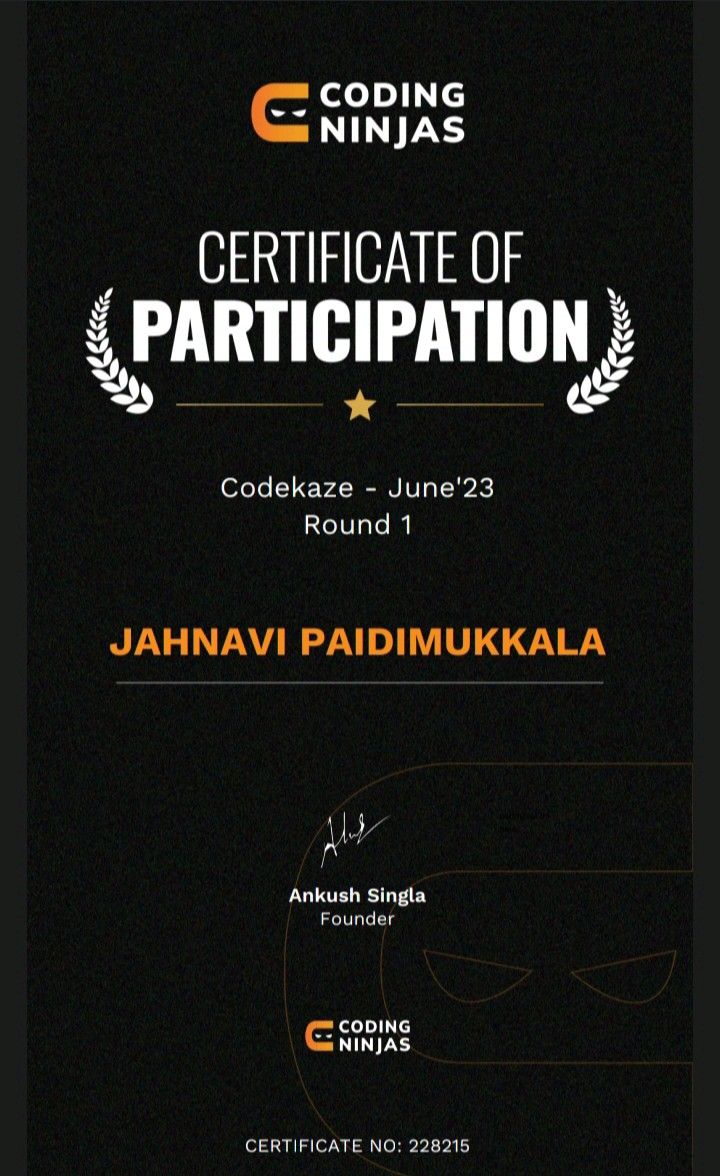 CODING
NINJAS
CERTIFICATE OF
PARTICIPATION
Codekaze - June'23
Round 1
JAHNAVI PAIDIMUKKALA
Ankush Singla
Founder
CODING
NINJAS
CERTIFICATE NO: 228215